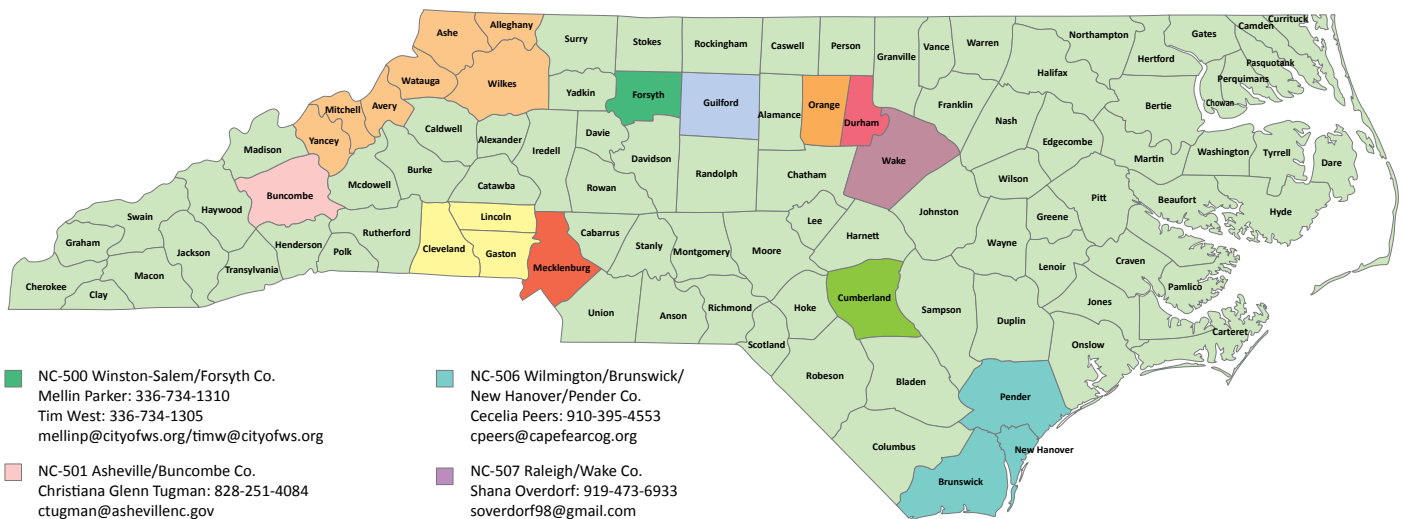 Ashe
Alleghany
Surry
Stokes
Rockingham
Caswell
Person
Granville
Vance
Warren
Northampton
Gates
Camden
Currituck
Hertford
Pasquotank
Perquimans
Chowan
Halifax
Bertie
Watauga
Wilkes
Yadkin
Forsyth
Guilford
Alamance
Orange
Durham
Franklin
Nash
Edgecombe
Martin
Washington
Tyrrell
Dare
Mitchell
Avery
Yancey
Caldwell
Alexander
Iredell
Davie
Davidson
Randolph
Chatham
Wake
Wilson
Madison
Buncombe
Mcdowell
Burke
Catawba
Rowan
Johnston
Greene
Pitt
Beaufort
Hyde
Swain
Haywood
Graham
Jackson
Henderson
Polk
Rutherford
Cleveland
Lincoln
Gaston
Mecklenburg
Cabarrus
Stanly
Montgomery
Moore
Lee
Harnett
Wayne
Lenoir
Craven
Pamlico
Cherokee
Clay
Macon
Transylvania
Union
Anson
Richmond
Hoke
Scotland
Cumberland
Sampson
Duplin
Jones
Onslow
Carteret
Robeson
Bladen
Pender
Columbus
New Hanover
Brunswick
NC-500 Winston-Salem/Forsyth Co.
Mellin Parker: 336-734-1310
Tim West: 336-734-1305
mellinp@cityofws.org/timw@cityofws.org
NC-501 Asheville/Buncombe Co.
Christiana Glenn Tugman: 828-251-4084
ctugman@ashevillenc.gov
NC-506 Wilmington/Brunswick/
New Hanover/Pender Co.
Cecelia Peers: 910-395-4553
cpeers@capefearcog.org
NC-507 Raleigh/Wake Co.
Shana Overdorf: 919-473-6933
soverdorf98@gmail.com